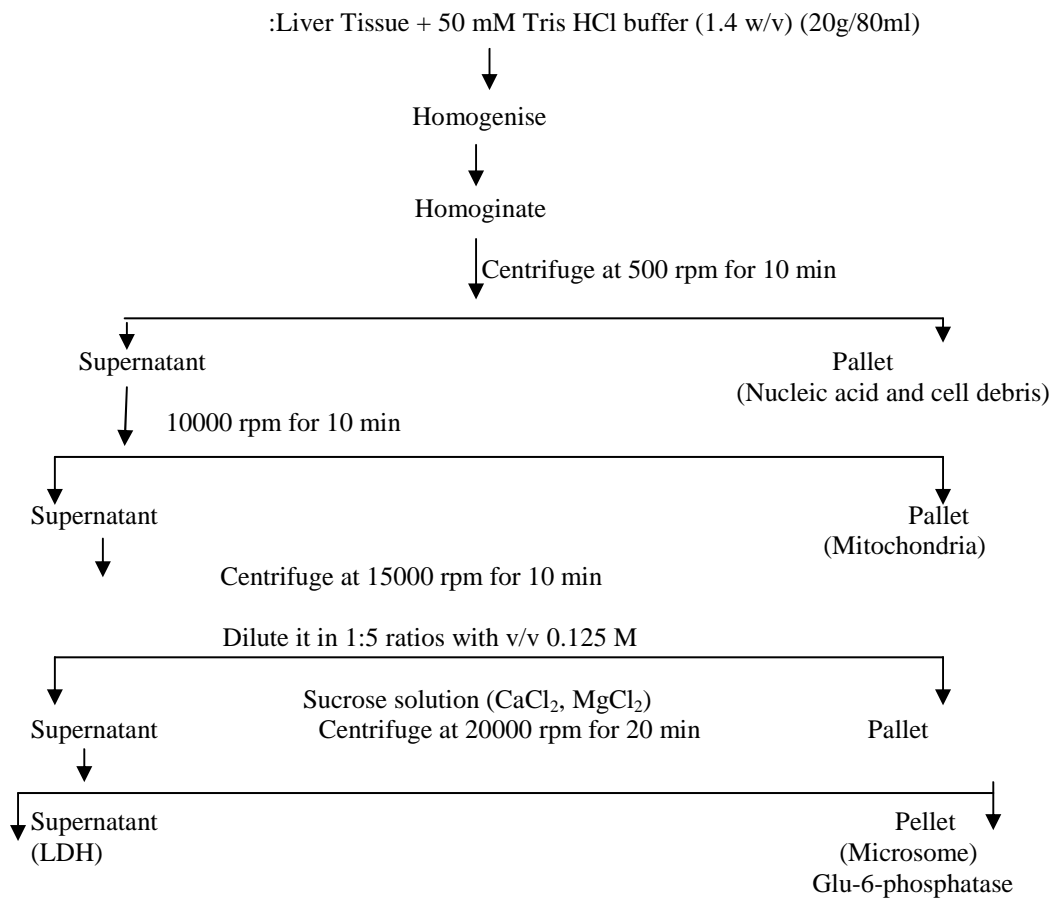 :Liver Tissue + 50 mM Tris HCl buffer (1.4 w/v) (20g/80ml)
Homogenise
Homoginate
Centrifuge at 500 rpm for 10 min
Supernatant
Pallet
(Nucleic acid and cell debris)
10000 rpm for 10 min
Supernatant
Pallet
(Mitochondria)
Centrifuge at 15000 rpm for 10 min
Dilute it in 1:5 ratios with v/v 0.125 M
Sucrose solution (CaCl₂, MgCl₂)
Supernatant
Centrifuge at 20000 rpm for 20 min
Pallet
Supernatant
(LDH)
Pellet
(Microsome)
Glu-6-phosphatase